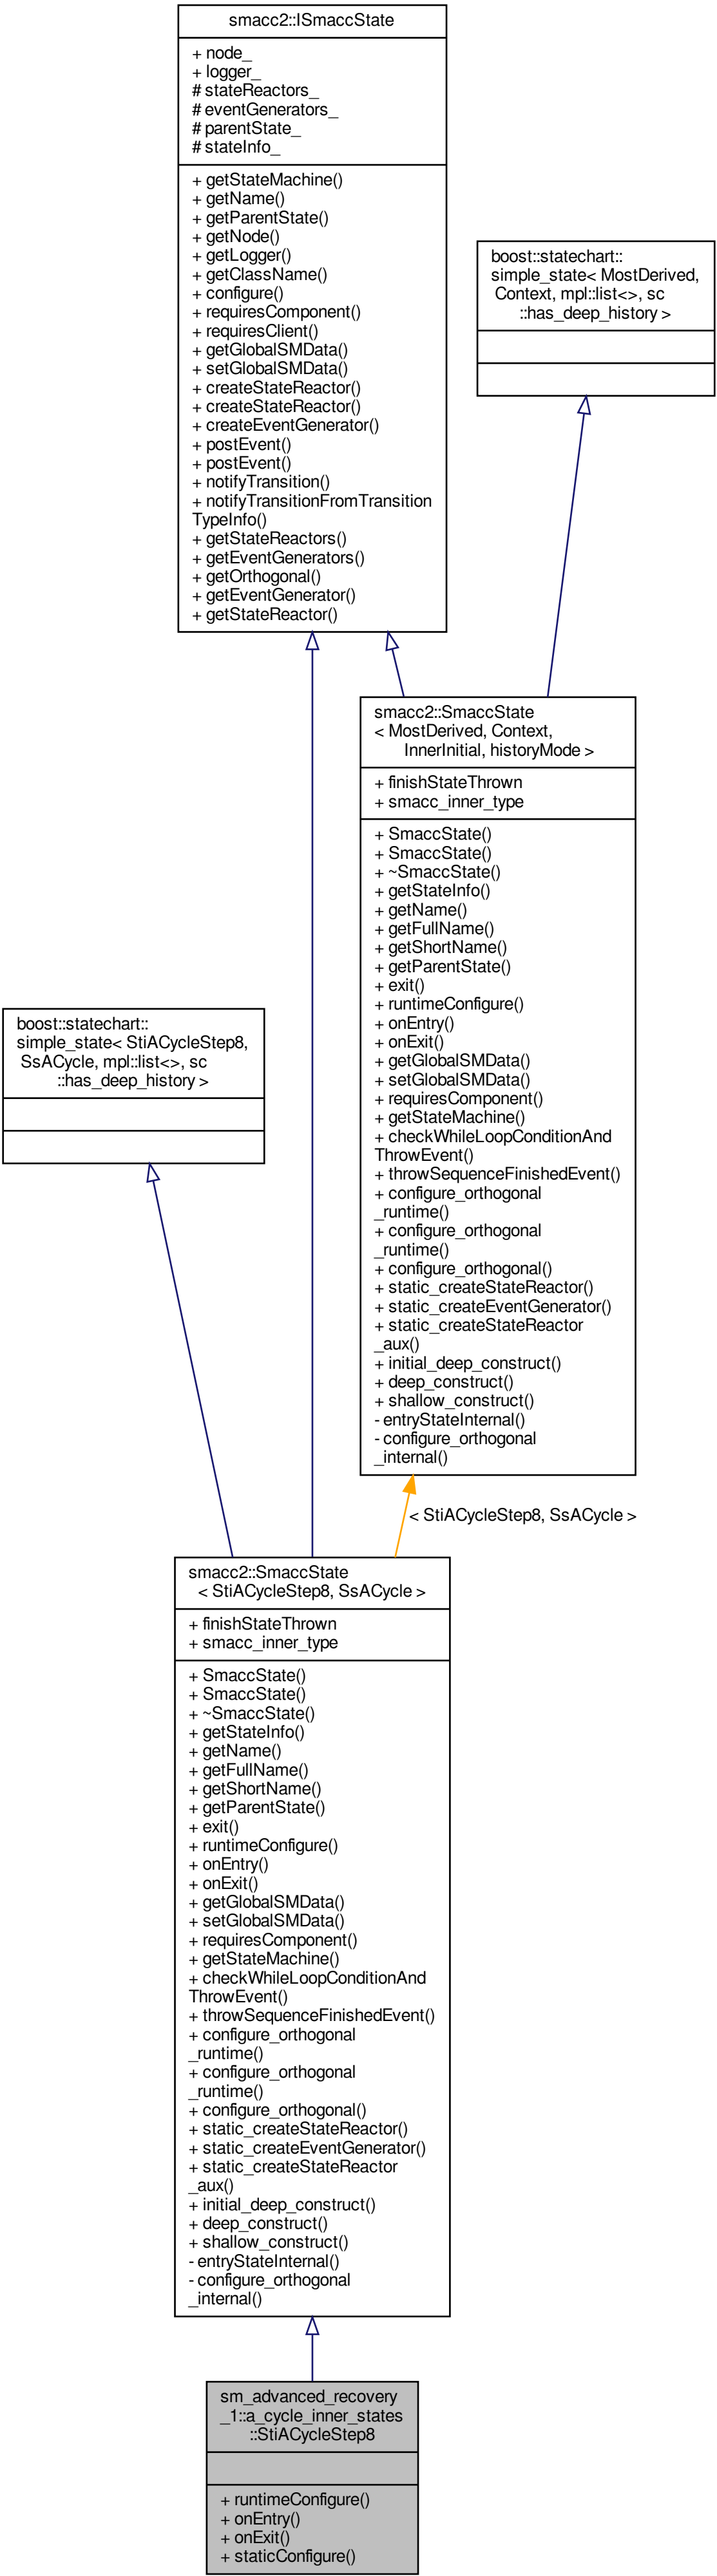 smacc2::ISmaccState
+ node_
+ logger_
# stateReactors_
# eventGenerators_
# parentState_
# stateInfo_
+ getStateMachine()
+ getName()
+ getParentState()
+ getNode()
+ getLogger()
+ getClassName()
+ configure()
+ requiresComponent()
+ requiresClient()
+ getGlobalSMData()
+ setGlobalSMData()
+ createStateReactor()
+ createStateReactor()
+ createEventGenerator()
+ postEvent()
+ postEvent()
+ notifyTransition()
+ notifyTransitionFromTransition
TypeInfo()
+ getStateReactors()
+ getEventGenerators()
+ getOrthogonal()
+ getEventGenerator()
+ getStateReactor()
boost::statechart::
simple_state< MostDerived,
Context, mpl::list<>, sc
::has_deep_history >
smacc2::SmaccState
< MostDerived, Context,
InnerInitial, historyMode >
+ finishStateThrown
+ smacc_inner_type
+ SmaccState()
+ SmaccState()
+ ~SmaccState()
+ getStateInfo()
+ getName()
+ getFullName()
+ getShortName()
+ getParentState()
+ exit()
+ runtimeConfigure()
+ onEntry()
+ onExit()
+ getGlobalSMData()
+ setGlobalSMData()
+ requiresComponent()
+ getStateMachine()
+ checkWhileLoopConditionAnd
ThrowEvent()
+ throwSequenceFinishedEvent()
+ configure_orthogonal
_runtime()
+ configure_orthogonal
_runtime()
+ configure_orthogonal()
+ static_createStateReactor()
+ static_createEventGenerator()
+ static_createStateReactor
_aux()
+ initial_deep_construct()
+ deep_construct()
+ shallow_construct()
- entryStateInternal()
- configure_orthogonal
_internal()
boost::statechart::
simple_state< StiACycleStep8,
SsACycle, mpl::list<>, sc
::has_deep_history >
< StiACycleStep8, SsACycle >
smacc2::SmaccState
< StiACycleStep8, SsACycle >
+ finishStateThrown
+ smacc_inner_type
+ SmaccState()
+ SmaccState()
+ ~SmaccState()
+ getStateInfo()
+ getName()
+ getFullName()
+ getShortName()
+ getParentState()
+ exit()
+ runtimeConfigure()
+ onEntry()
+ onExit()
+ getGlobalSMData()
+ setGlobalSMData()
+ requiresComponent()
+ getStateMachine()
+ checkWhileLoopConditionAnd
ThrowEvent()
+ throwSequenceFinishedEvent()
+ configure_orthogonal
_runtime()
+ configure_orthogonal
_runtime()
+ configure_orthogonal()
+ static_createStateReactor()
+ static_createEventGenerator()
+ static_createStateReactor
_aux()
+ initial_deep_construct()
+ deep_construct()
+ shallow_construct()
- entryStateInternal()
- configure_orthogonal
_internal()
sm_advanced_recovery
_1::a_cycle_inner_states
::StiACycleStep8
+ runtimeConfigure()
+ onEntry()
+ onExit()
+ staticConfigure()